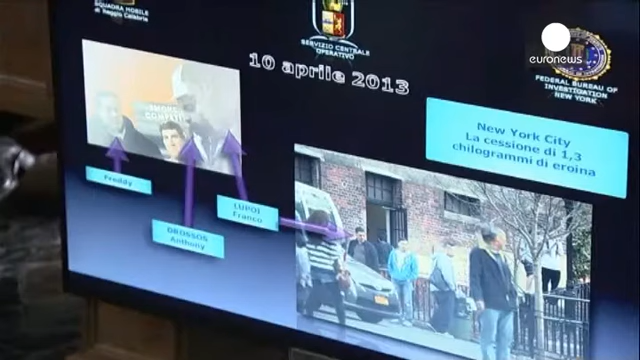 SQUADRA MOBILE
di Reggio Calabria
SERVIZIO CENTRALE
OPERATIVO
euronews
FEDERAL BUREAU OF
INVESTIGATION
NEW YORK
10 aprile 2013
New York City
La cessione di 1,3
chilogrammi di eroina
Freddy
LUPOI
Franco
DROSSOS
Anthony